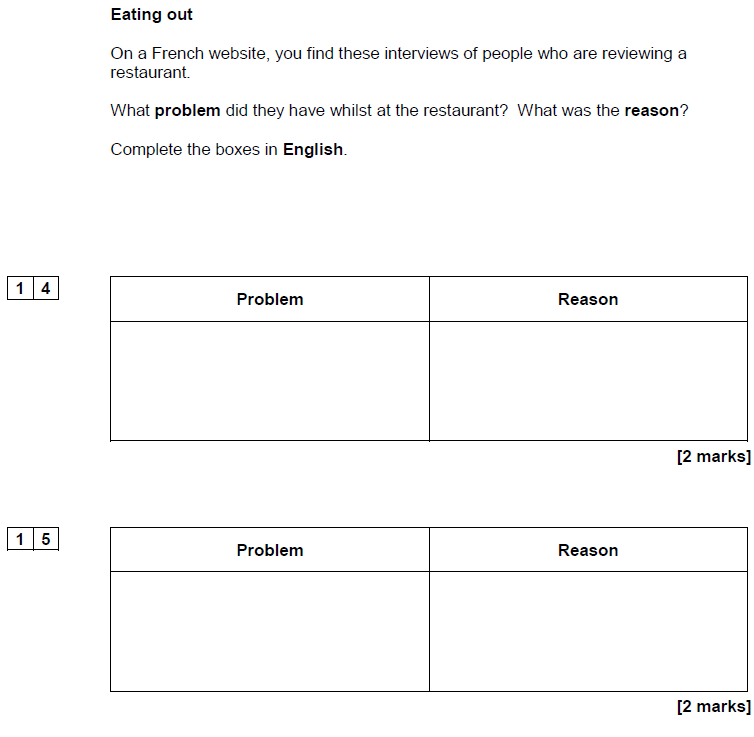 Eating out
On a French website, you find these interviews of people who are reviewing a
restaurant.
What problem did they have whilst at the restaurant?  What was the reason?
Complete the boxes in English.
1 4
Problem Reason
[2 marks]
1 5
Problem Reason
[2 marks]